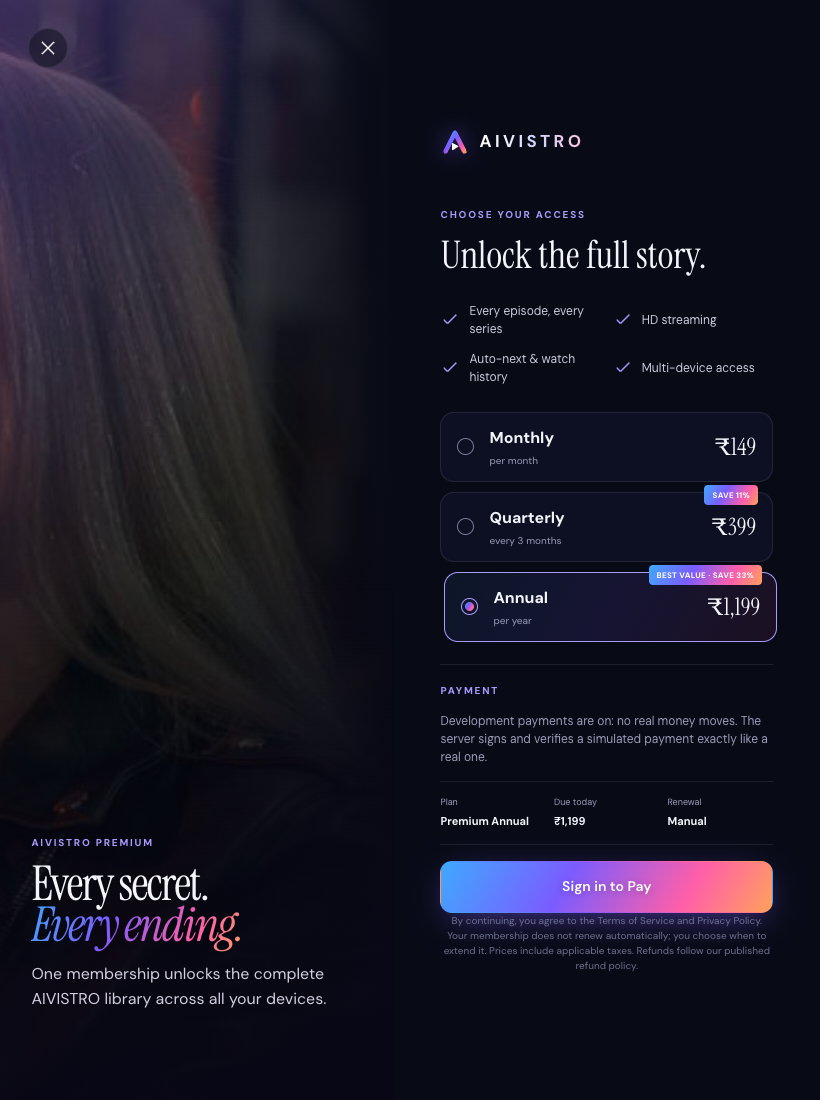 AIVISTRO
CHOOSE YOUR ACCESS
Unlock the full story.
Every episode, every
series
HD streaming
Auto-next & watch
history
Multi-device access
Monthly
per month
₹149
SAVE 11%
Quarterly
every 3 months
₹399
BEST VALUE · SAVE 33%
Annual
per year
₹1,199
PAYMENT
Development payments are on: no real money moves. The
server signs and verifies a simulated payment exactly like a
real one.
Plan
Premium Annual
Due today
₹1,199
Renewal
Manual
Sign in to Pay
By continuing, you agree to the Terms of Service and Privacy Policy.
Your membership does not renew automatically; you choose when to
extend it. Prices include applicable taxes. Refunds follow our published
refund policy.
AIVISTRO PREMIUM
Every secret.
Every ending.
One membership unlocks the complete
AIVISTRO library across all your devices.